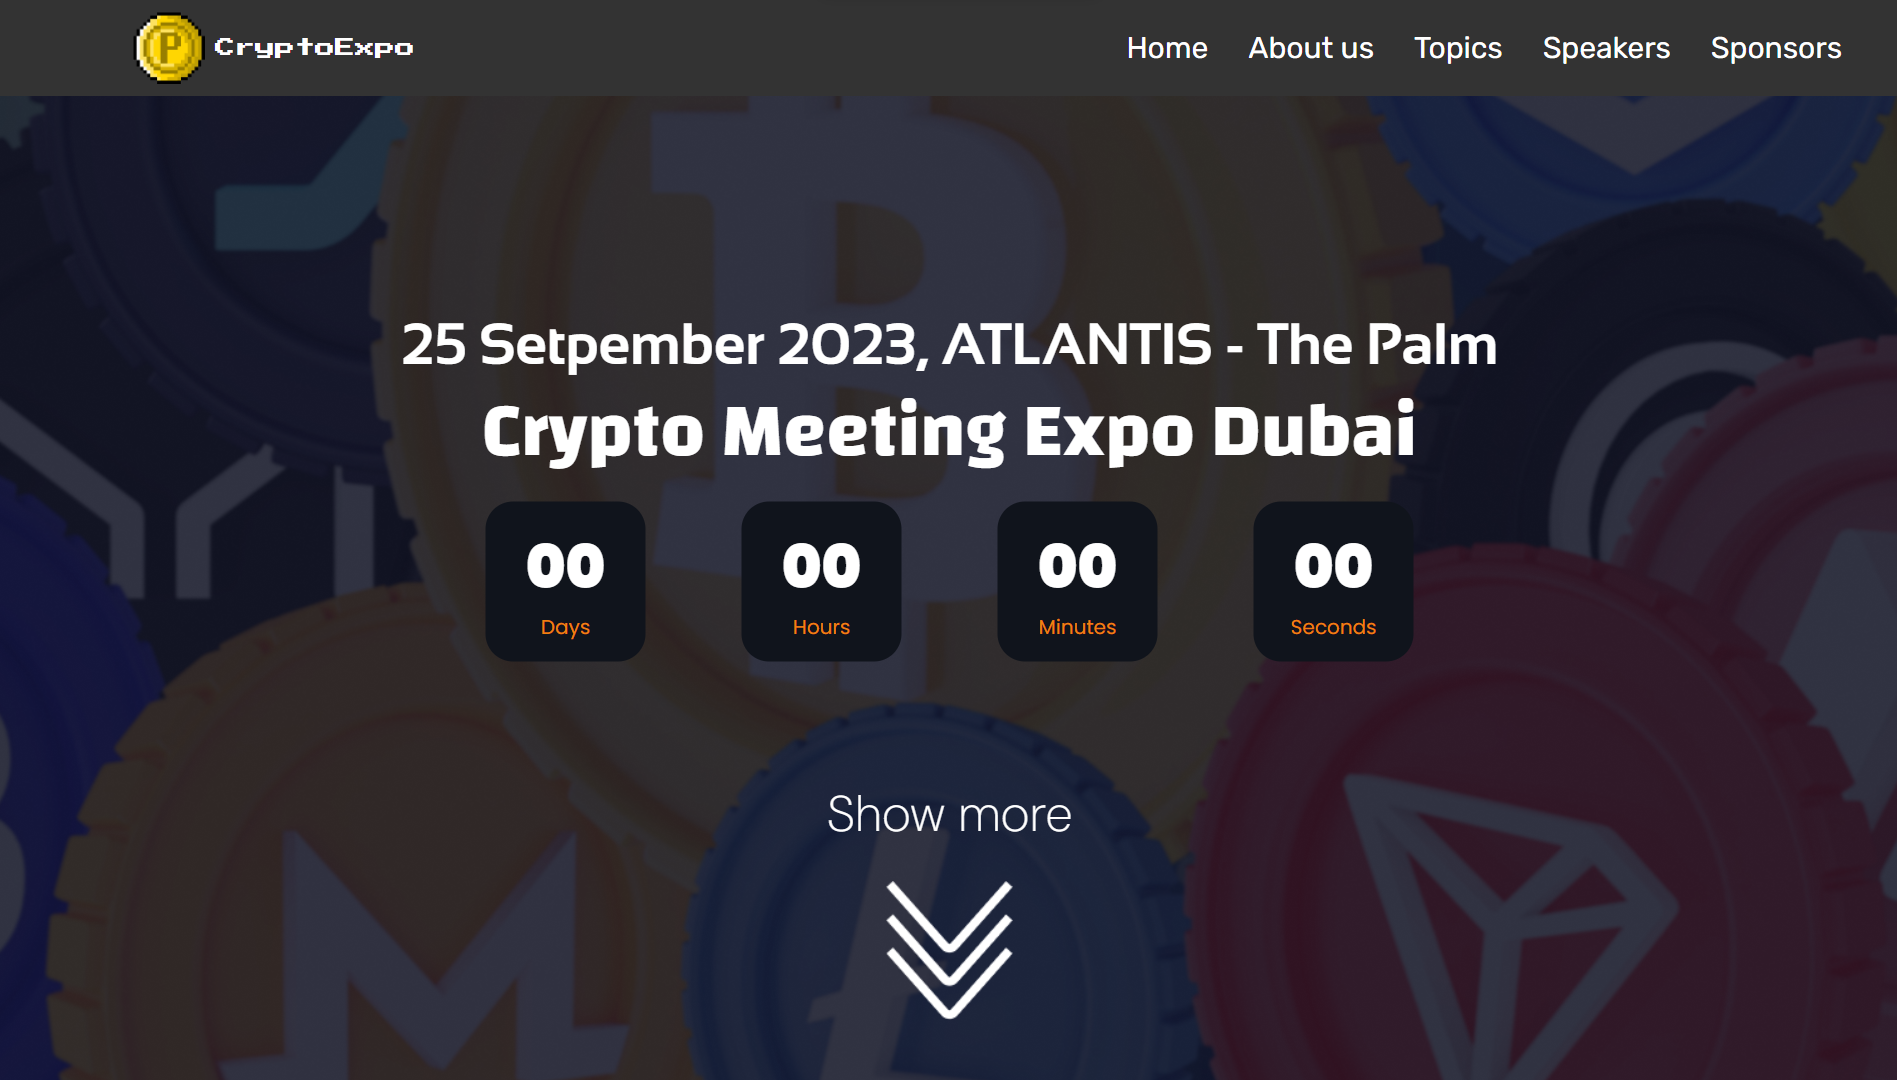 CryptoExpo
Home About us Topics Speakers Sponsors
25 Setpember 2023, ATLANTIS - The Palm
Crypto Meeting Expo Dubai
00 00 00 00
Days Hours Minutes Seconds
Show more